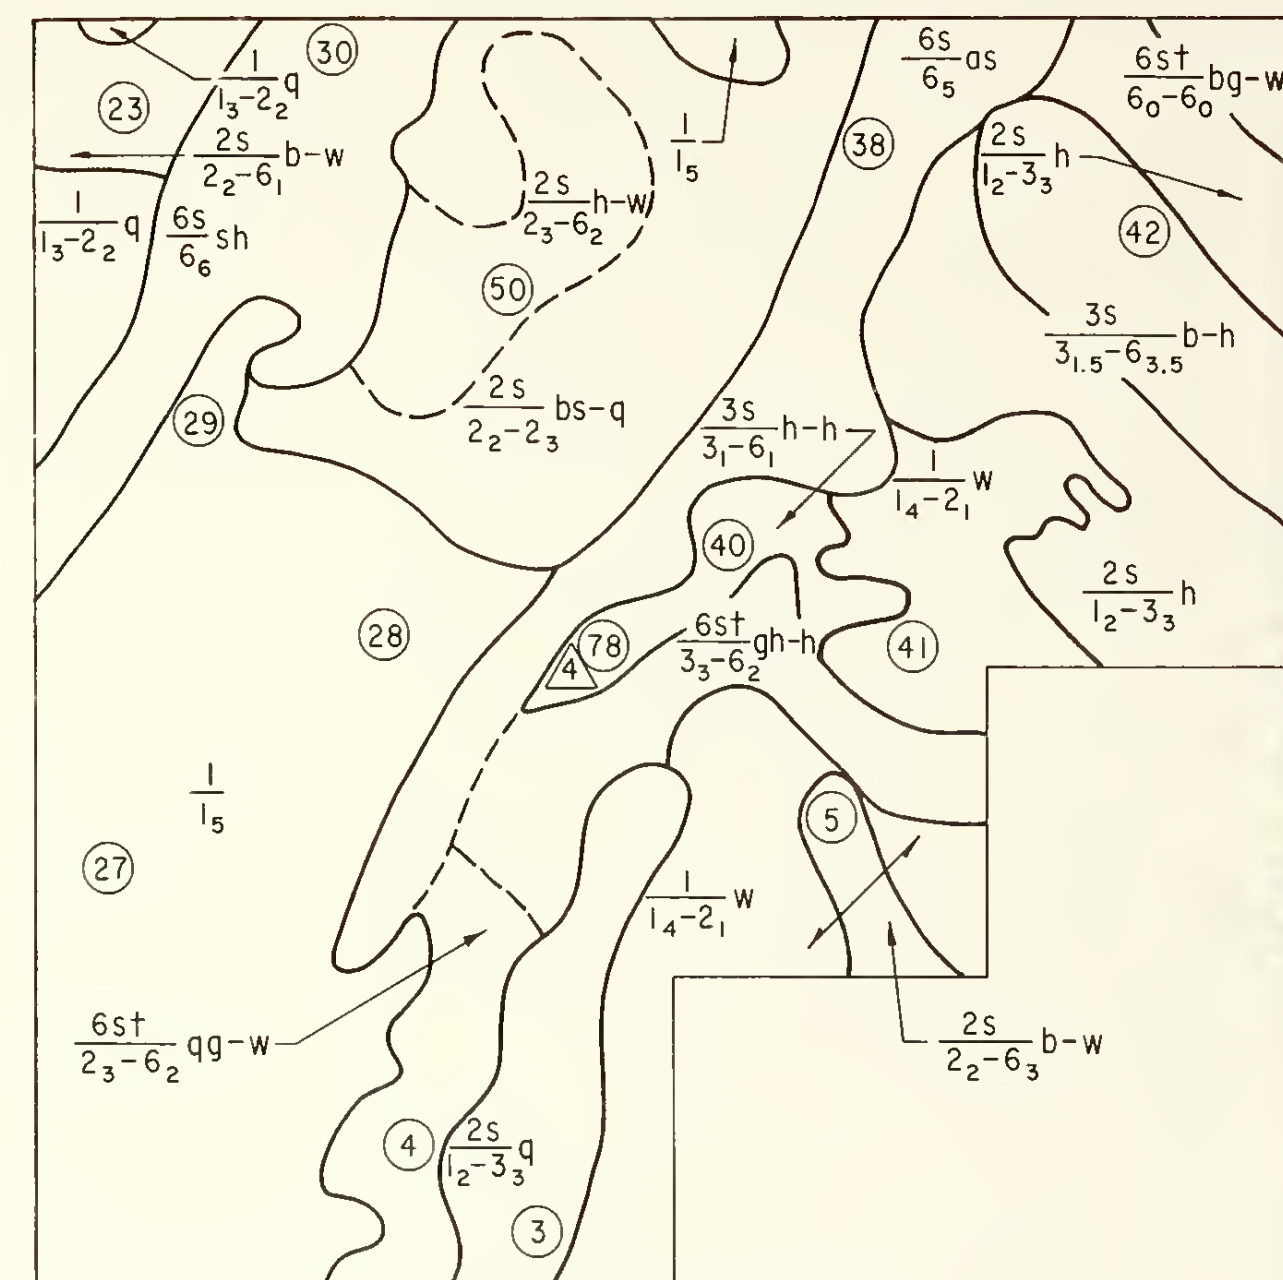 30
6s
6₅ as
6st
6₀–6₀ bg–w
1
1₃–2₂ q
23
38
1
1₅
2s
2₂–6₁ b–w
2s
1₂–3₃ h
2s
2₃–6₂ h–w
1
1₃–2₂ q
6s
6₆ sh
42
50
3s
3₁.₅–6₃.₅ b–h
29
2s
2₂–2₃ bs–q
3s
3₁–6₁ h–h
1
1₄–2₁ w
40
2s
1₂–3₃ h
28
78
4
6st
3₃–6₂ gh–h
41
1
1₅
5
27
1
1₄–2₁ w
6st
2₃–6₂ qg–w
2s
2₂–6₃ b–w
4
2s
1₂–3₃ q
3